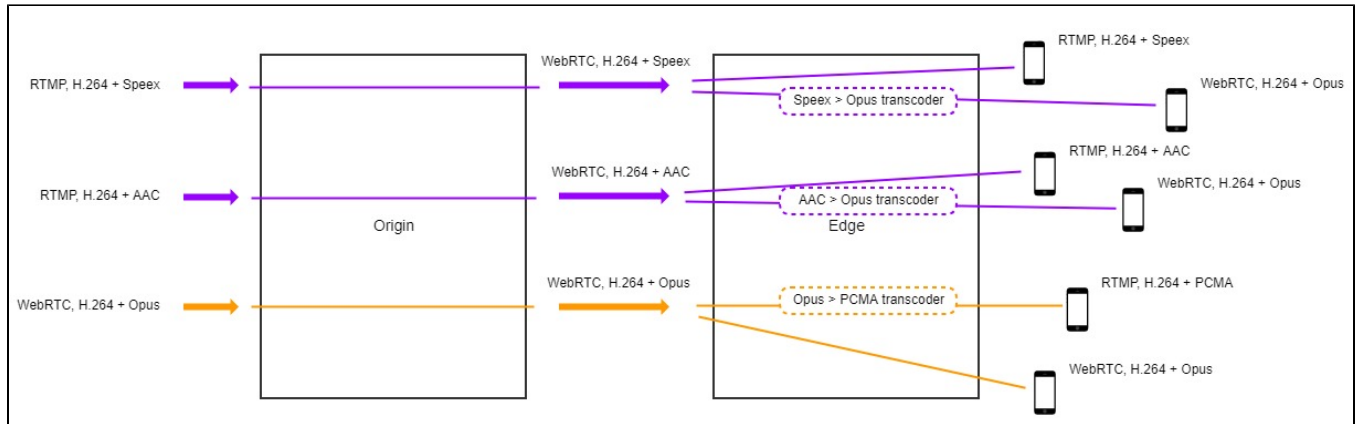 RTMP, H.264 + Speex
WebRTC, H.264 + Speex
RTMP, H.264 + Speex
Speex > Opus transcoder
WebRTC, H.264 + Opus
RTMP, H.264 + AAC
WebRTC, H.264 + AAC
RTMP, H.264 + AAC
AAC > Opus transcoder
WebRTC, H.264 + Opus
Origin
Edge
WebRTC, H.264 + Opus
WebRTC, H.264 + Opus
Opus > PCMA transcoder
RTMP, H.264 + PCMA
WebRTC, H.264 + Opus